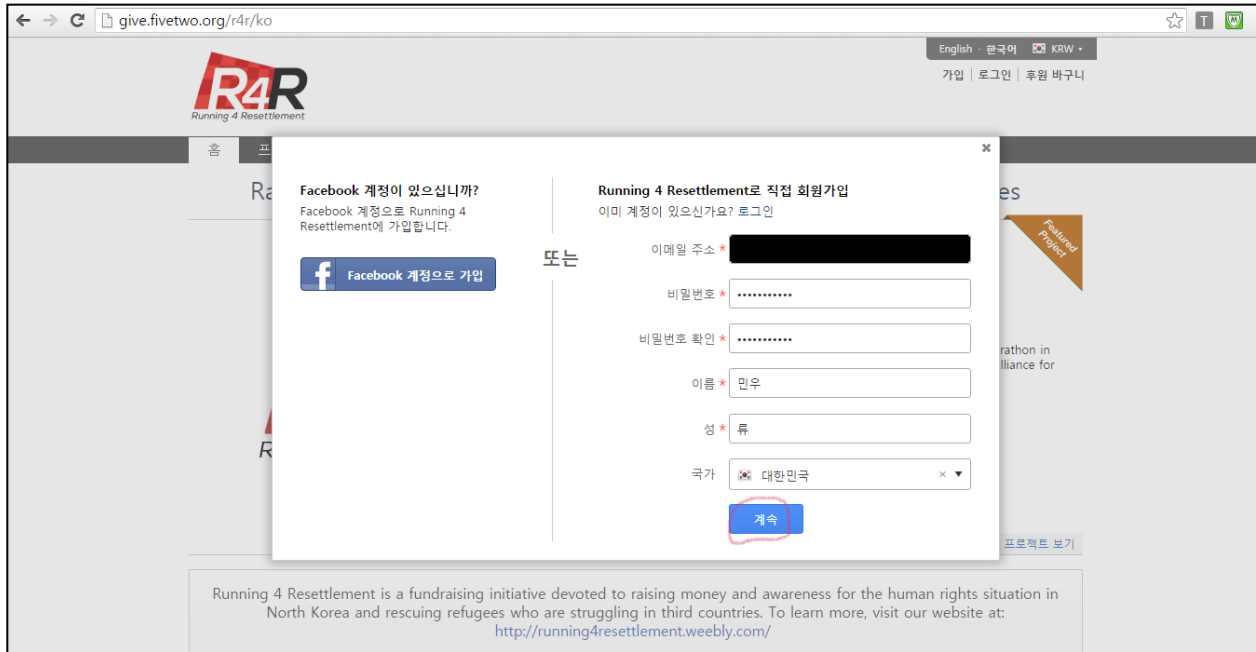 give.fivetwo.org/r4r/ko
T
English · 한국어 KRW
가입 | 로그인 | 후원 바구니
R4R
Running 4 Resettlement
홈
Ra
es
Featured Project
Facebook 계정이 있으십니까?
Facebook 계정으로 Running 4
Resettlement에 가입합니다.
f Facebook 계정으로 가입
또는
Running 4 Resettlement로 직접 회원가입
이미 계정이 있으신가요? 로그인
이메일 주소 *
비밀번호 * •••••••••••
비밀번호 확인 * •••••••••••
이름 * 민우
성 * 류
국가 대한민국 ×
계속
rathon in
lliance for
R
프로젝트 보기
Running 4 Resettlement is a fundraising initiative devoted to raising money and awareness for the human rights situation in
North Korea and rescuing refugees who are struggling in third countries. To learn more, visit our website at:
http://running4resettlement.weebly.com/